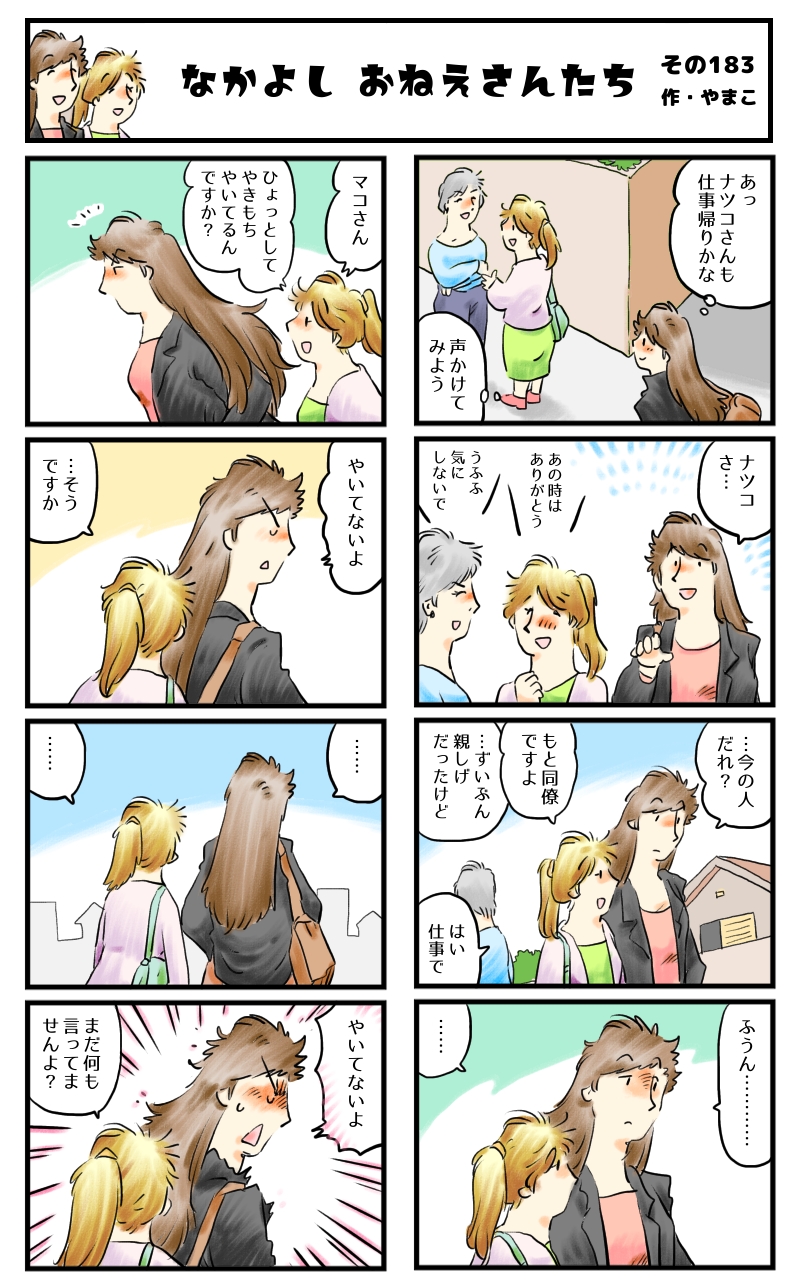 なかよし おねえさんたち
その183
作・やまこ
あっ
ナツコさんも
仕事帰りかな
声かけて
みよう
ナツコ
さ…
あの時は
ありがとう
うふふ
気に
しないで
…今の人
だれ？
もと同僚
ですよ
…ずいぶん
親しげ
だったけど
はい
仕事で
ふうん…………
……
マコさん
ひょっとして
やきもち
やいてるん
ですか？
やいてないよ
…そう
ですか
……
……
やいてないよ
まだ何も
言ってま
せんよ？